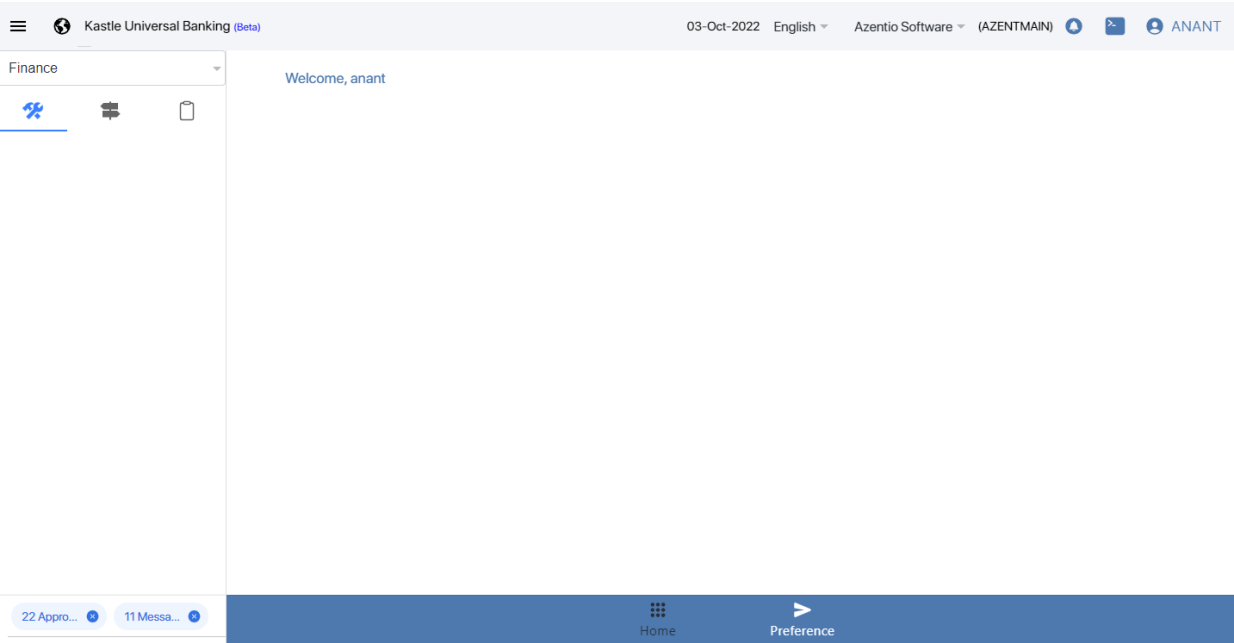 Kastle Universal Banking (Beta)
03-Oct-2022 English Azentio Software (AZENTMAIN) ANANT
Finance
Welcome, anant
22 Appro... 11 Messa...
Home Preference